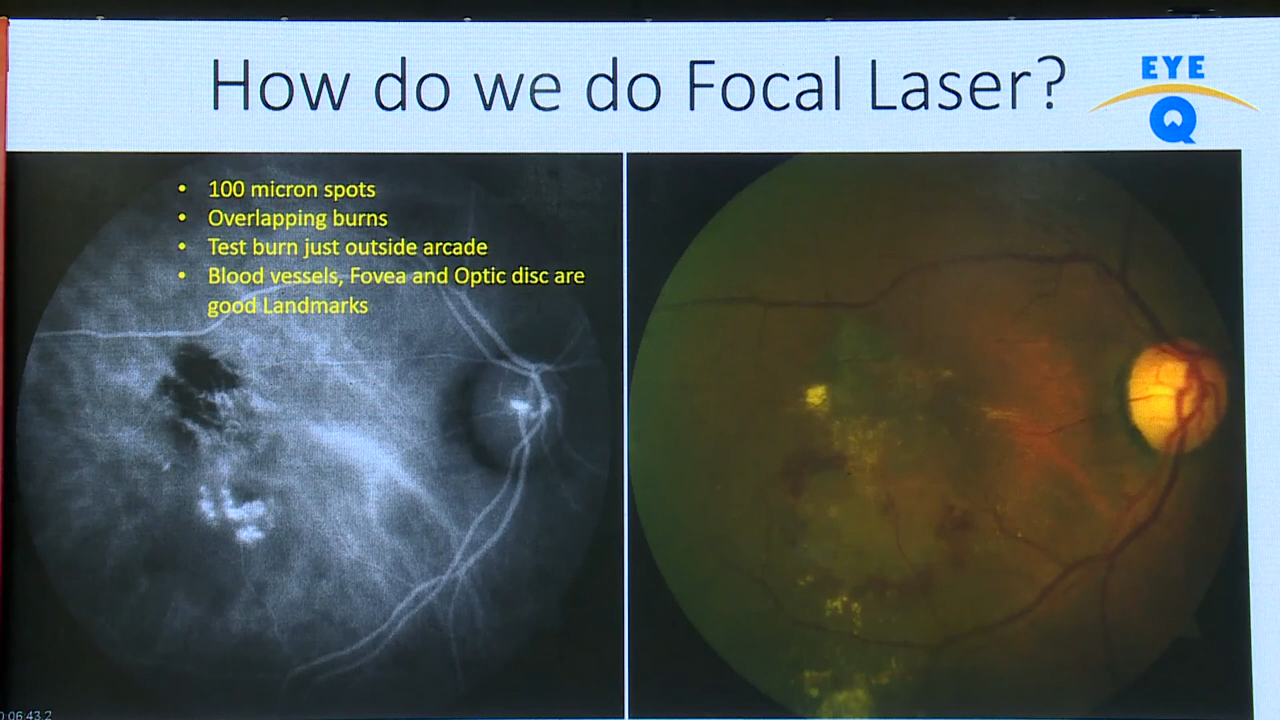 How do we do Focal Laser?
EYE
Q
• 100 micron spots
• Overlapping burns
• Test burn just outside arcade
• Blood vessels, Fovea and Optic disc are
good Landmarks
06:43.2